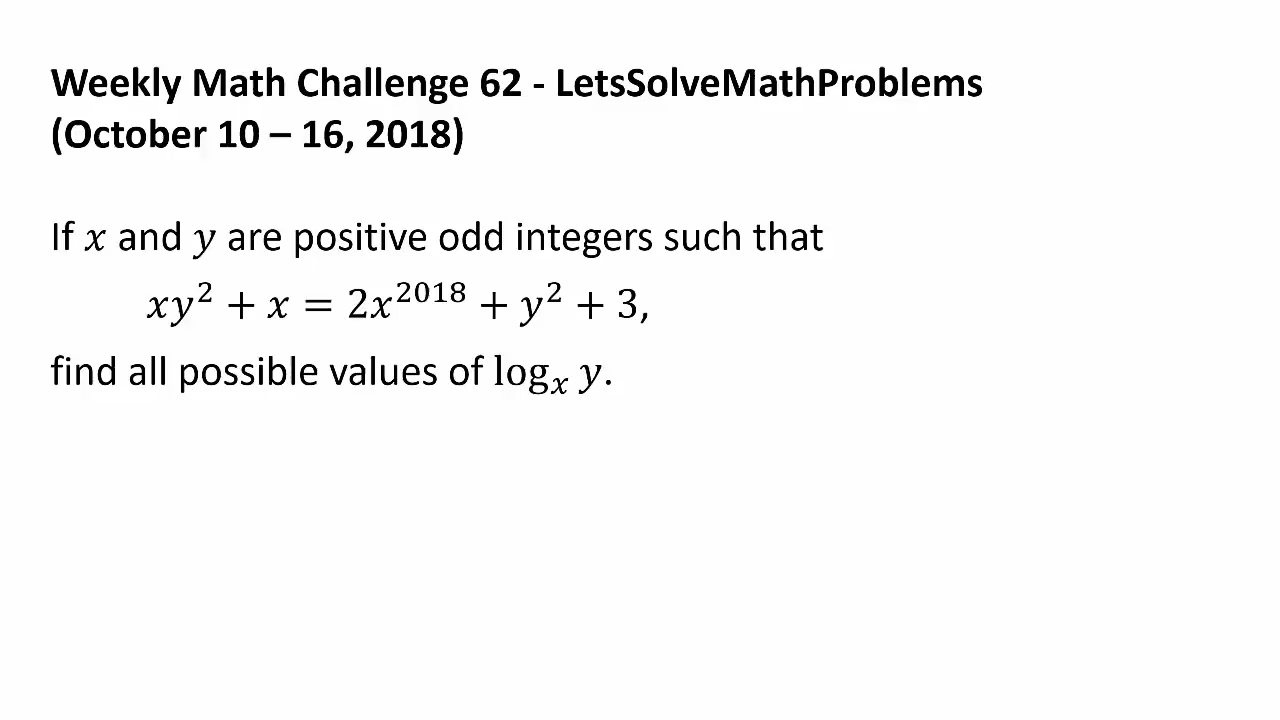 Weekly Math Challenge 62 - LetsSolveMathProblems
(October 10 – 16, 2018)
If x and y are positive odd integers such that
xy² + x = 2x²⁰¹⁸ + y² + 3,
find all possible values of logₓ y.